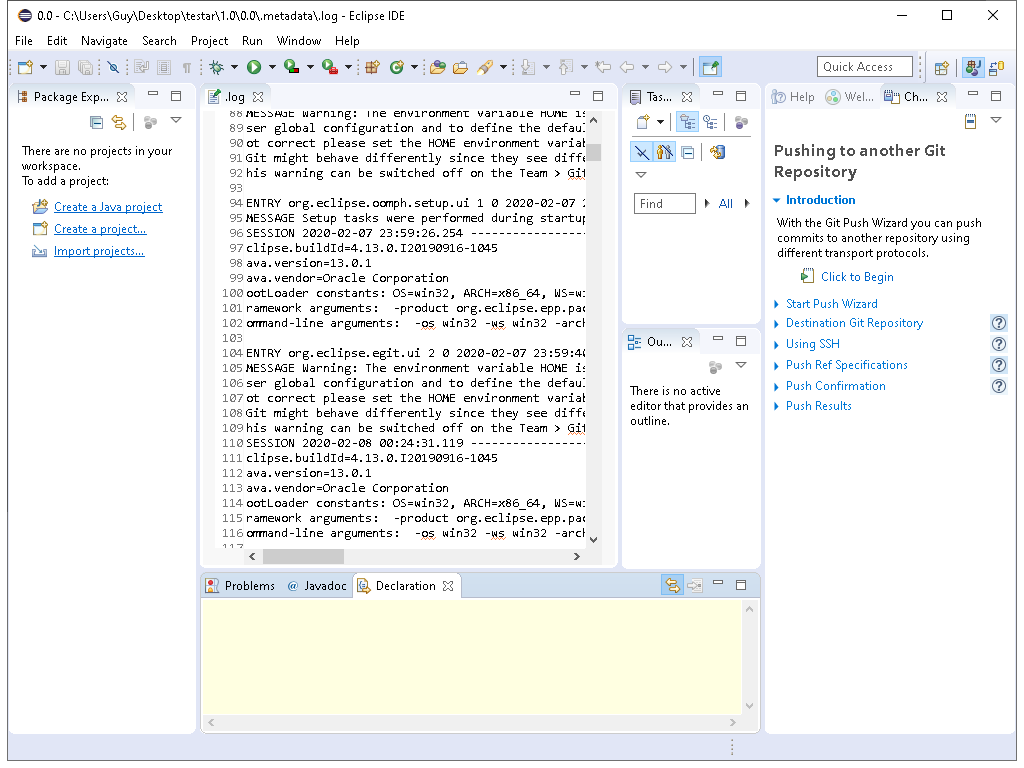 0.0 - C:\Users\Guy\Desktop\testar\1.0\0.0\.metadata\.log - Eclipse IDE
File Edit Navigate Search Project Run Window Help
Quick Access
Package Exp...
There are no projects in your
workspace.
To add a project:
Create a Java project
Create a project...
Import projects...
.log
88 MESSAGE Warning: The environment variable HOME is
89 ser global configuration and to define the defaul
90 ot correct please set the HOME environment variab
91 Git might behave differently since they see diffe
92 his warning can be switched off on the Team > Git
93
94 ENTRY org.eclipse.oomph.setup.ui 1 0 2020-02-07 2
95 MESSAGE Setup tasks were performed during startup
96 SESSION 2020-02-07 23:59:26.254 -----------------
97 clipse.buildId=4.13.0.I20190916-1045
98 ava.version=13.0.1
99 ava.vendor=Oracle Corporation
100 ootLoader constants: OS=win32, ARCH=x86_64, WS=wi
101 ramework arguments:  -product org.eclipse.epp.pac
102 ommand-line arguments:  -os win32 -ws win32 -arch
103
104 ENTRY org.eclipse.egit.ui 2 0 2020-02-07 23:59:40
105 MESSAGE Warning: The environment variable HOME is
106 ser global configuration and to define the defaul
107 ot correct please set the HOME environment variab
108 Git might behave differently since they see diffe
109 his warning can be switched off on the Team > Git
110 SESSION 2020-02-08 00:24:31.119 -----------------
111 clipse.buildId=4.13.0.I20190916-1045
112 ava.version=13.0.1
113 ava.vendor=Oracle Corporation
114 ootLoader constants: OS=win32, ARCH=x86_64, WS=wi
115 ramework arguments:  -product org.eclipse.epp.pac
116 ommand-line arguments:  -os win32 -ws win32 -arch
117
Tas...
Find
All
Ou...
There is no active
editor that provides an
outline.
Help Wel... Ch...
Pushing to another Git
Repository
Introduction
With the Git Push Wizard you can push
commits to another repository using
different transport protocols.
Click to Begin
Start Push Wizard
Destination Git Repository
Using SSH
Push Ref Specifications
Push Confirmation
Push Results
Problems @ Javadoc Declaration